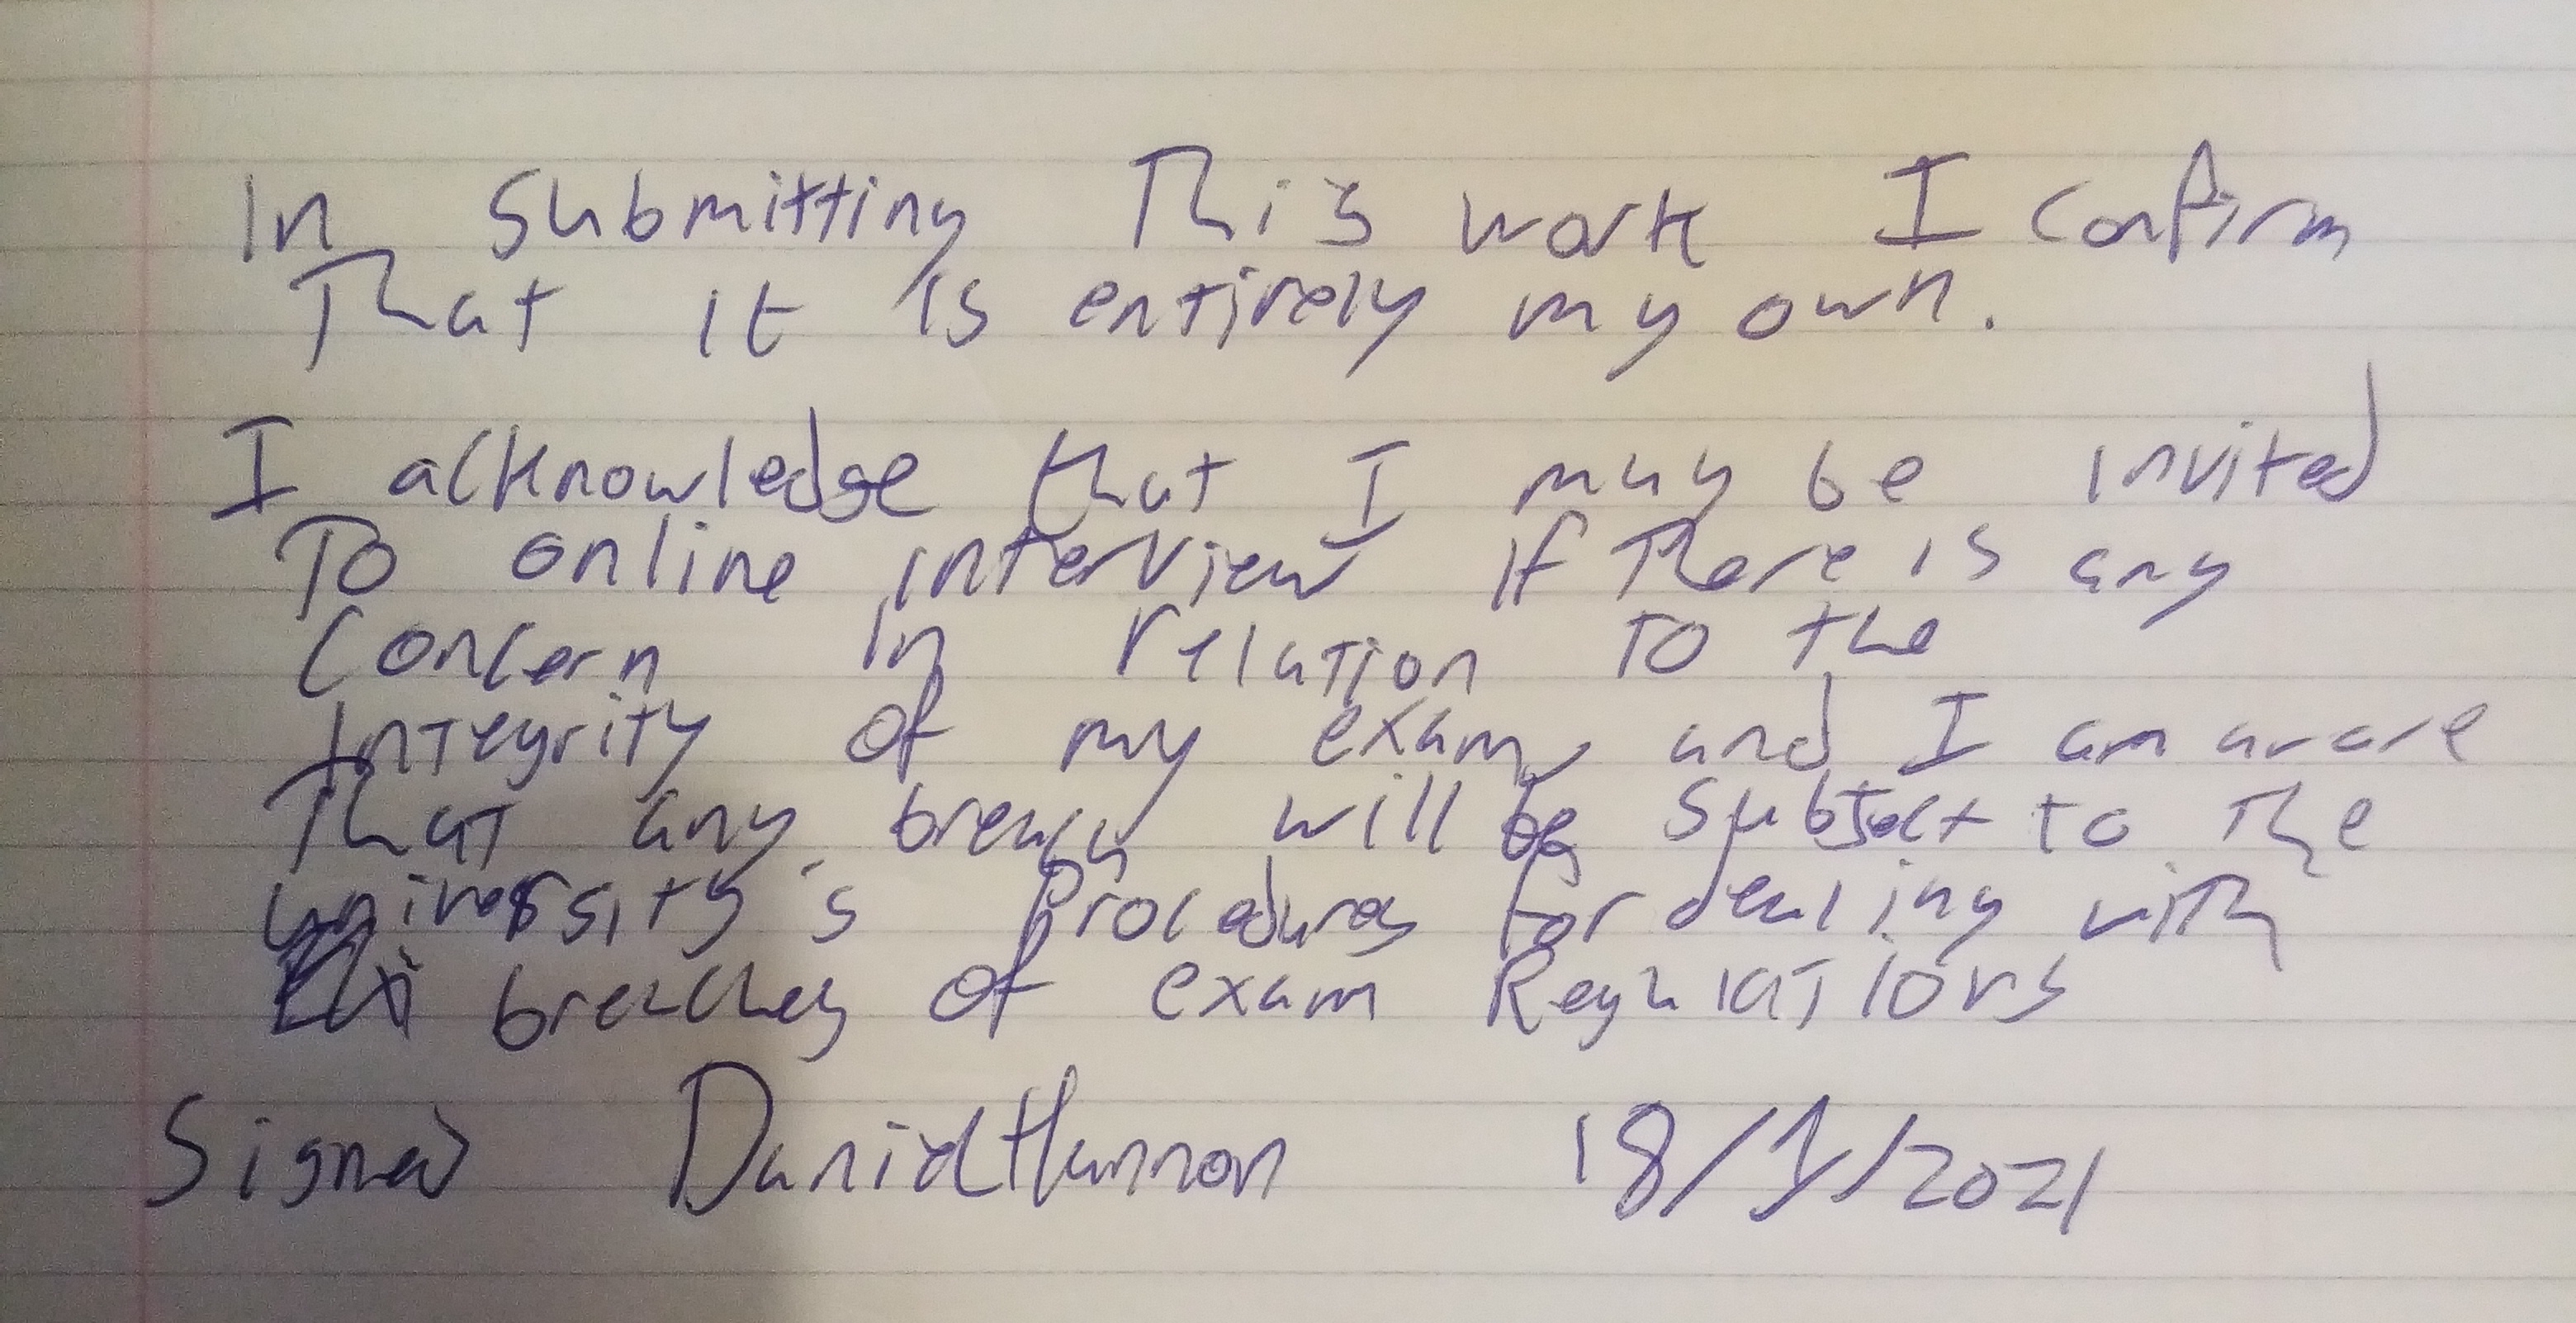 In submitting This work I confirm
That it is entirely my own.
I acknowledge that I may be invited
To online interview if There is any
Concern in relation to the
Integrity of my exam, and I am aware
That any breach will be Subject to The
university's Procedures for dealing with
breaches of exam Regulations
Signed Daniel Hannon 18/1/2021